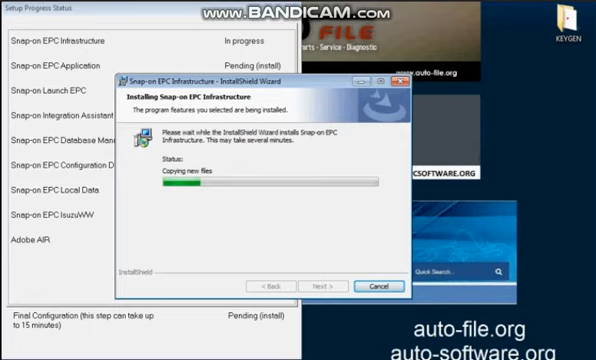 Setup Progress Status
www.BANDICAM.com
FILE
Parts - Service - Diagnostic
www.auto-file.org
KEYGEN
Snap-on EPC Infrastructure
In progress
Snap-on EPC Application
Pending (install)
Snap-on Launch EPC
Snap-on Integration Assistant
Snap-on EPC Database Man
Snap-on EPC Configuration D
Snap-on EPC Local Data
Snap-on EPC IsuzuWW
Adobe AIR
Final Configuration (this step can take up
to 15 minutes)
Pending (install)
Snap-on EPC Infrastructure - InstallShield Wizard
Installing Snap-on EPC Infrastructure
The program features you selected are being installed.
Please wait while the InstallShield Wizard installs Snap-on EPC
Infrastructure. This may take several minutes.
Status:
Copying new files
InstallShield
< Back
Next >
Cancel
CSOFTWARE.ORG
Quick Search...
auto-file.org
auto-software.org